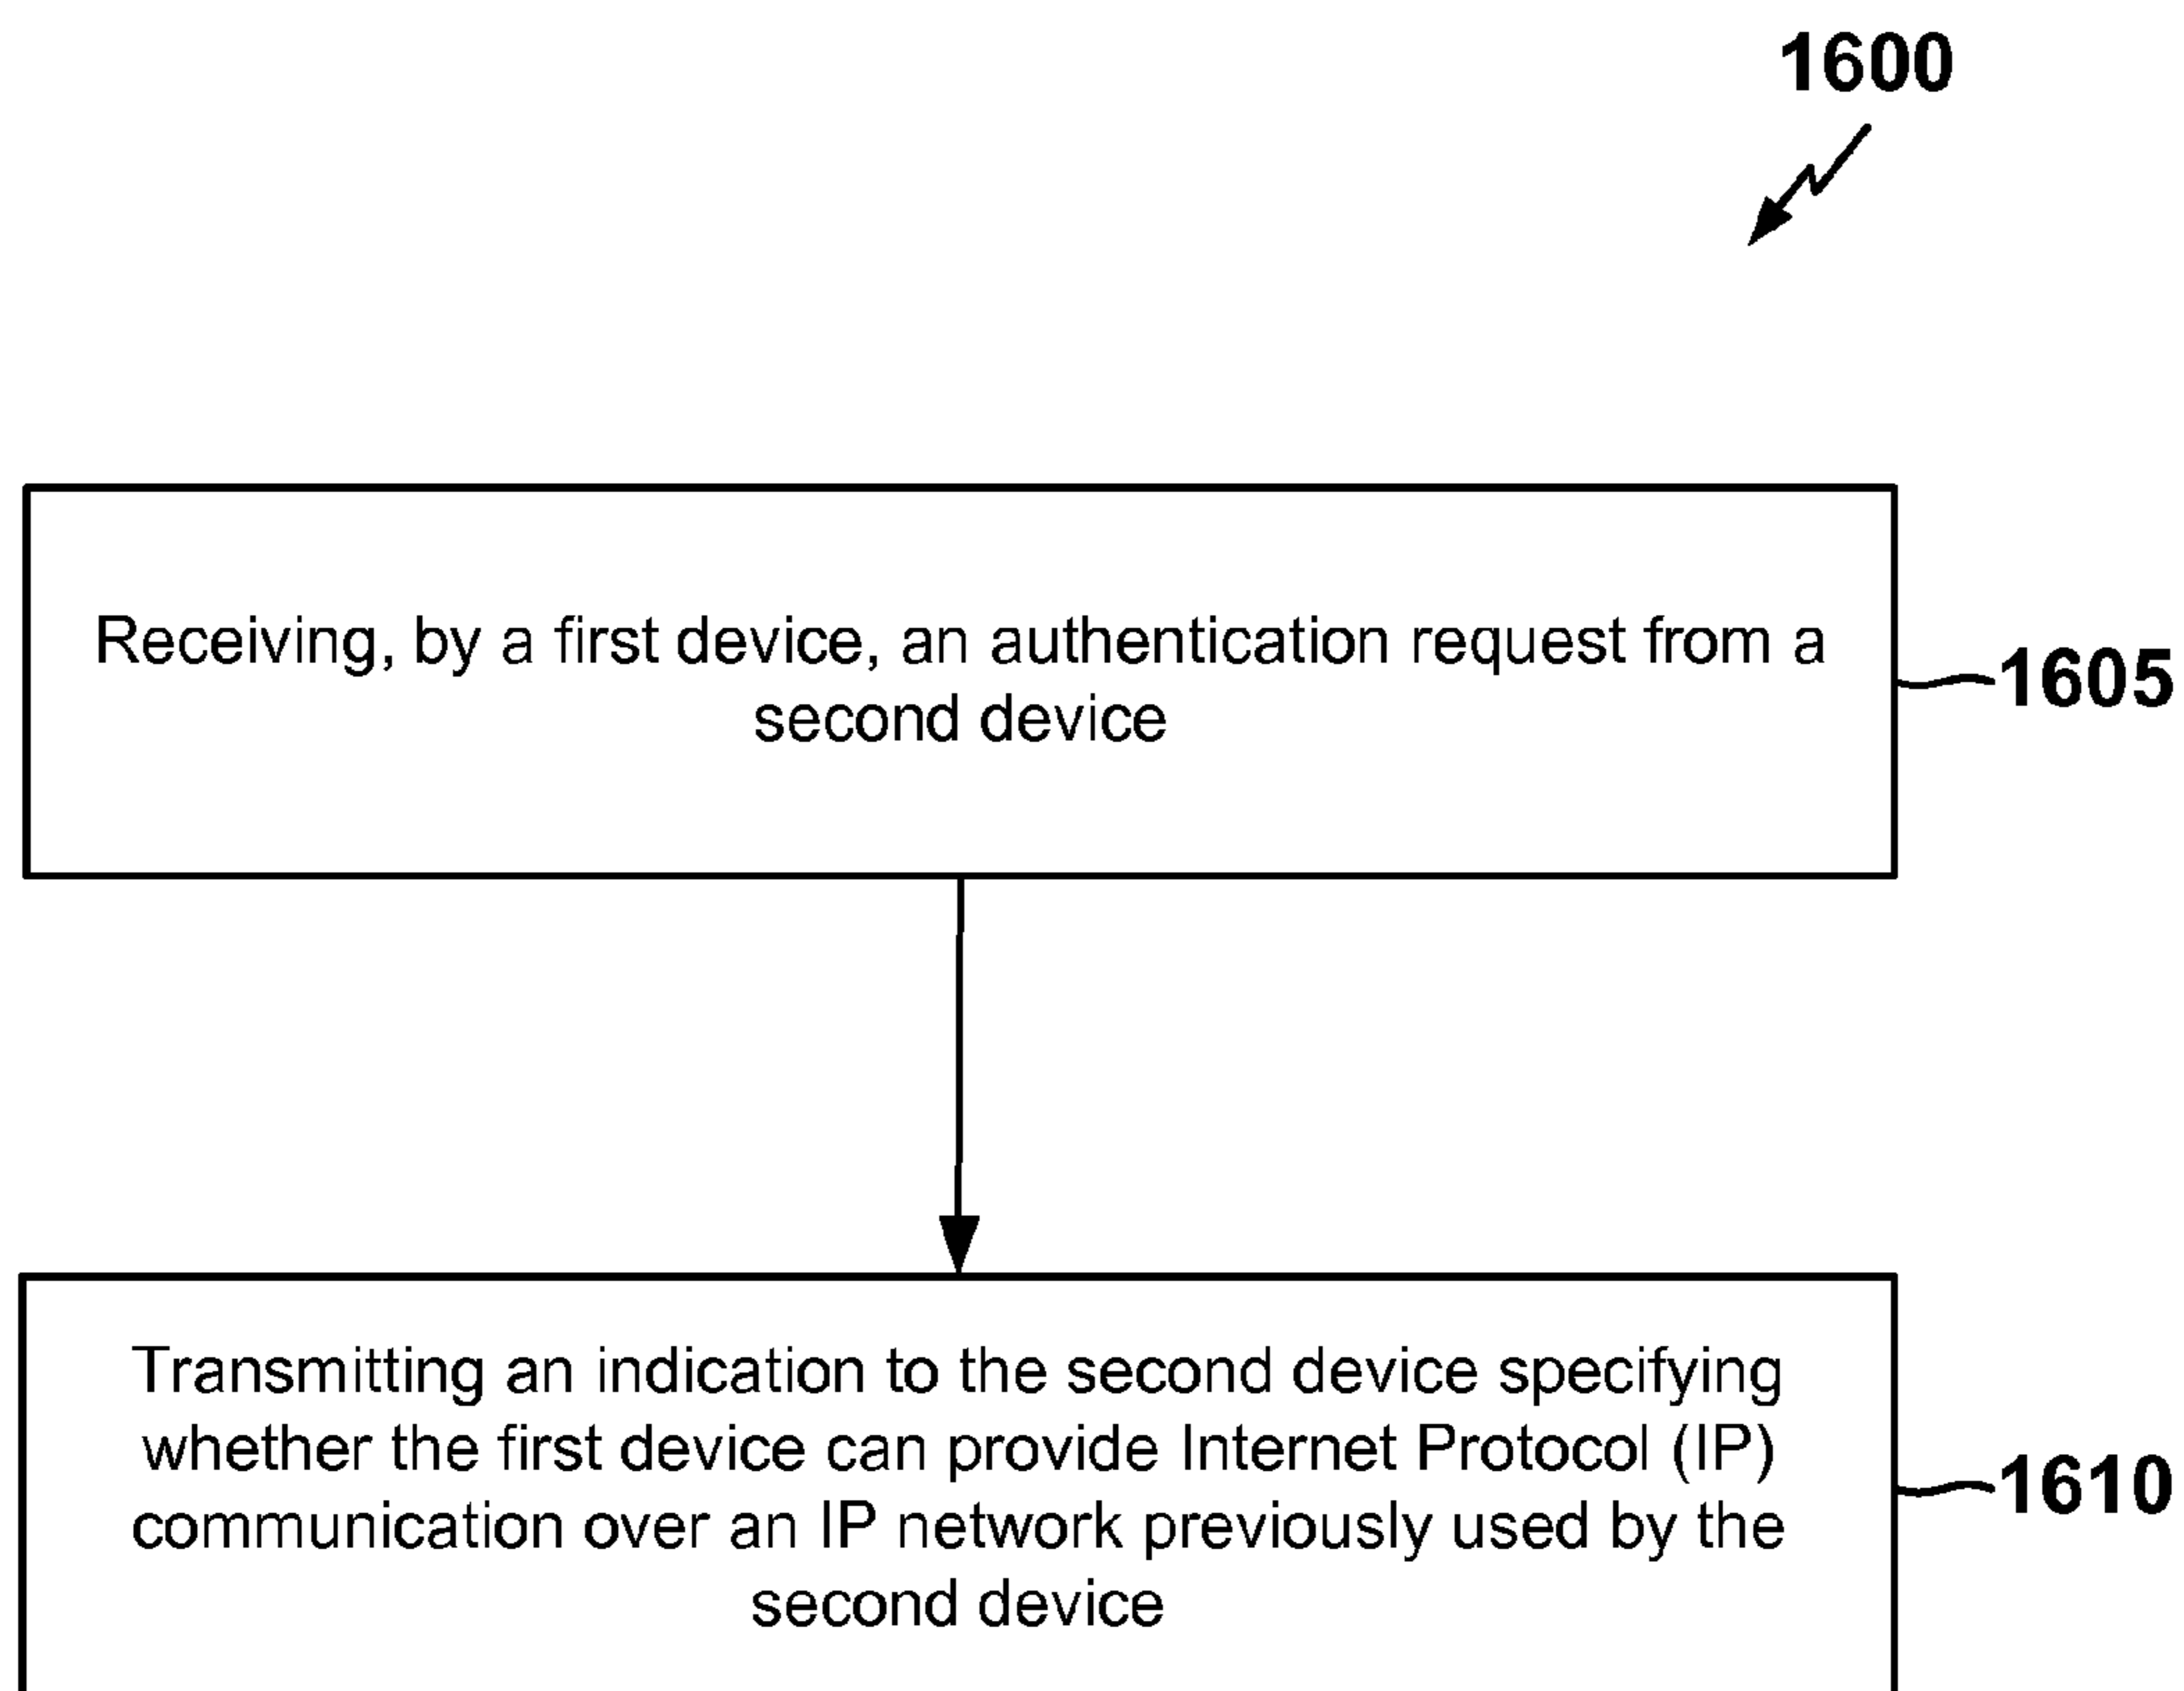 1600
Receiving, by a first device, an authentication request from a
second device
1605
Transmitting an indication to the second device specifying
whether the first device can provide Internet Protocol (IP)
communication over an IP network previously used by the
second device
1610